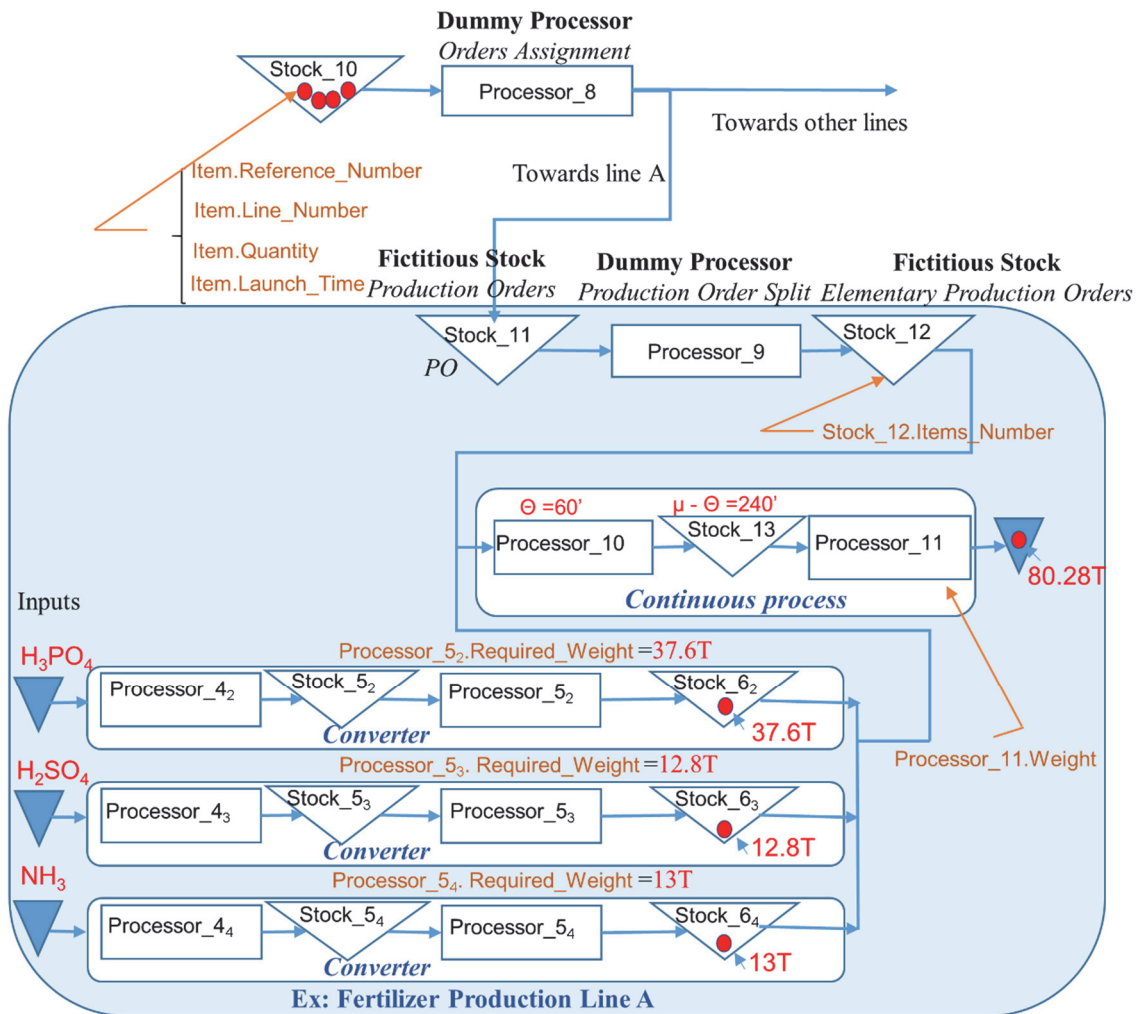 Dummy Processor
Orders Assignment
Stock_10
Processor_8
Towards other lines
Towards line A
Item.Reference_Number
Item.Line_Number
Item.Quantity
Item.Launch_Time
Fictitious Stock
Production Orders
Dummy Processor
Production Order Split
Fictitious Stock
Elementary Production Orders
Stock_11
PO
Processor_9
Stock_12
Stock_12.Items_Number
Θ =60’
μ - Θ =240’
Processor_10
Stock_13
Processor_11
80.28T
Continuous process
Inputs
Processor_5₂.Required_Weight =37.6T
H₃PO₄
Processor_4₂
Stock_5₂
Processor_5₂
Stock_6₂
37.6T
Converter
Processor_11.Weight
Processor_5₃. Required_Weight =12.8T
H₂SO₄
Processor_4₃
Stock_5₃
Processor_5₃
Stock_6₃
12.8T
Converter
Processor_5₄. Required_Weight =13T
NH₃
Processor_4₄
Stock_5₄
Processor_5₄
Stock_6₄
13T
Converter
Ex: Fertilizer Production Line A